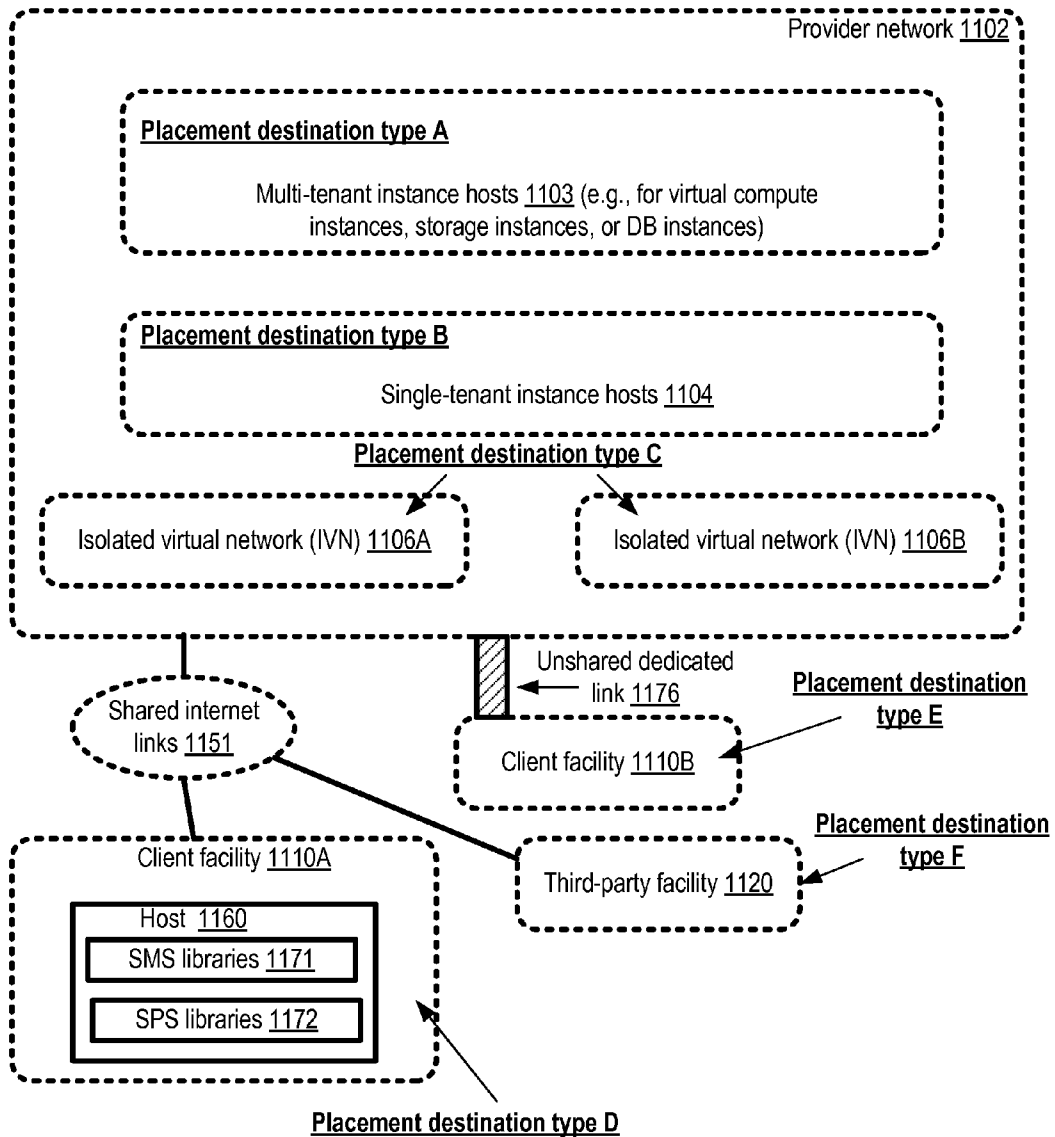 Provider network 1102
Placement destination type A
Multi-tenant instance hosts 1103 (e.g., for virtual compute
instances, storage instances, or DB instances)
Placement destination type B
Single-tenant instance hosts 1104
Placement destination type C
Isolated virtual network (IVN) 1106A
Isolated virtual network (IVN) 1106B
Unshared dedicated
link 1176
Placement destination
type E
Shared internet
links 1151
Client facility 1110B
Placement destination
type F
Client facility 1110A
Third-party facility 1120
Host 1160
SMS libraries 1171
SPS libraries 1172
Placement destination type D